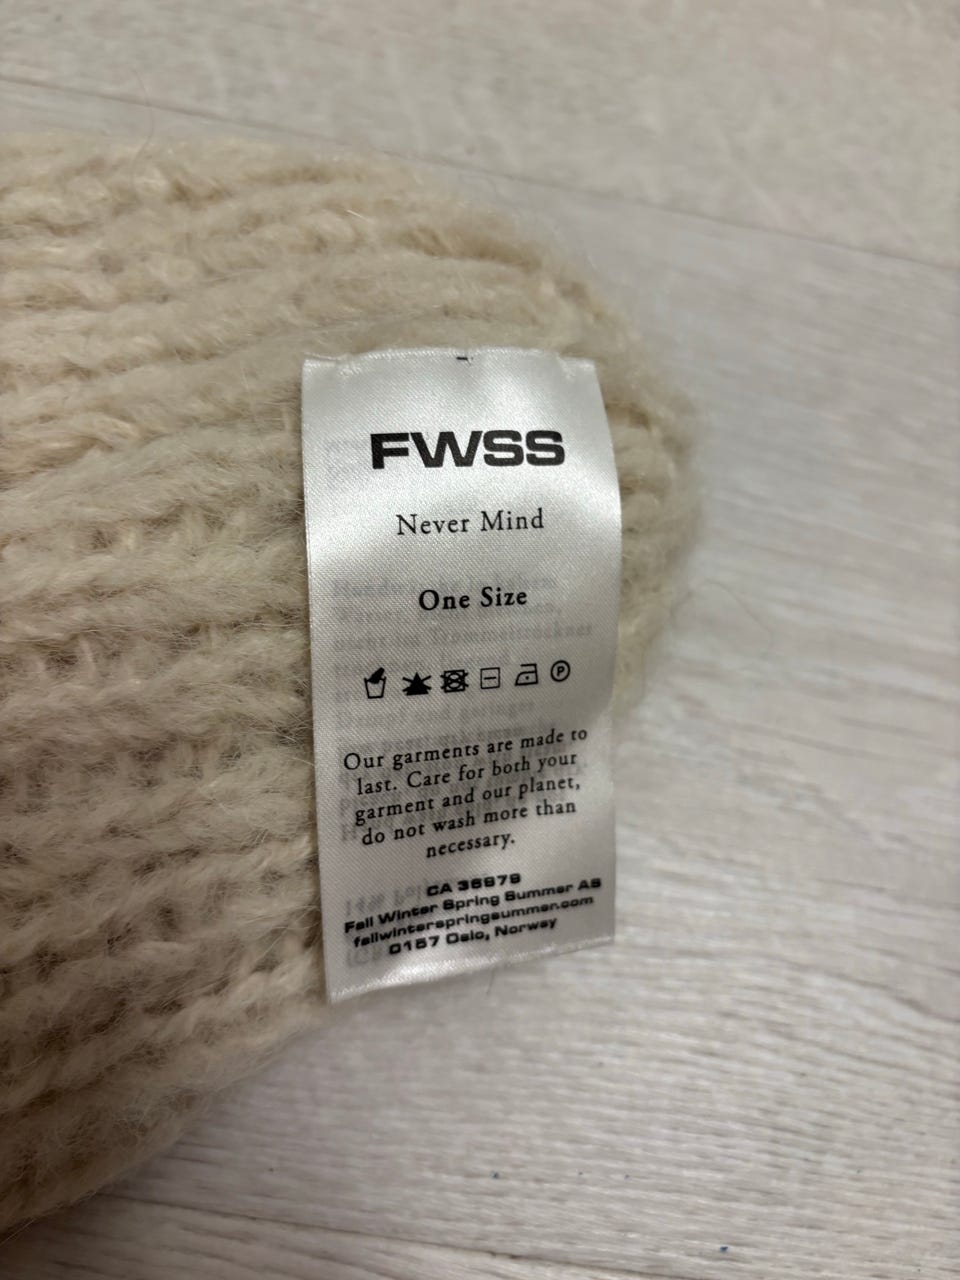 FWSS
Never Mind
One Size
P
Our garments are made to
last. Care for both your
garment and our planet,
do not wash more than
necessary.
CA 36979
Fall Winter Spring Summer AS
fallwinterspringsummer.com
0157 Oslo, Norway